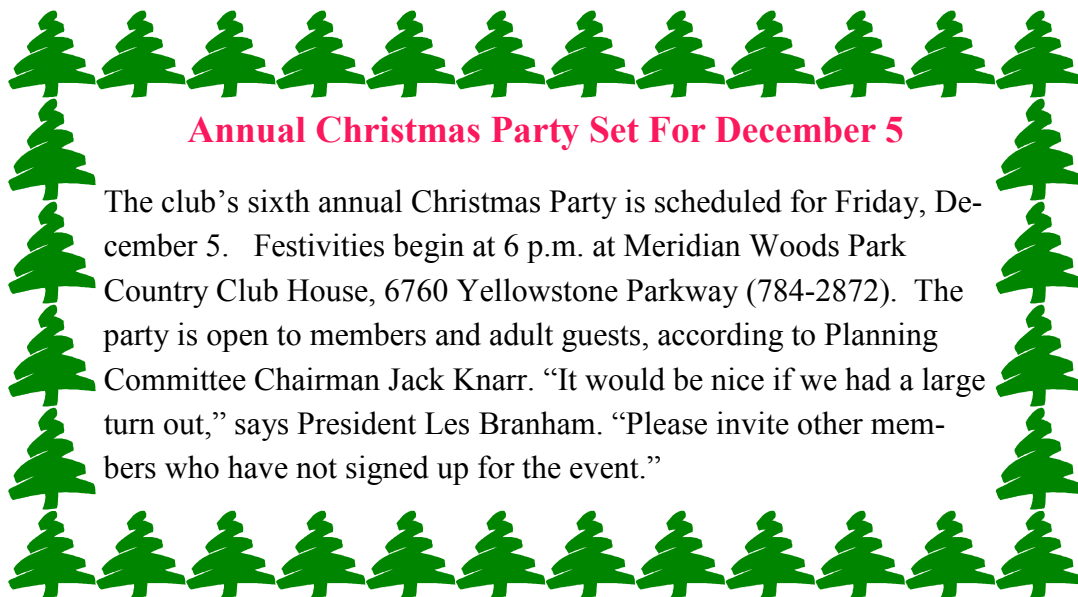 Annual Christmas Party Set For December 5
The club’s sixth annual Christmas Party is scheduled for Friday, De-
cember 5.   Festivities begin at 6 p.m. at Meridian Woods Park
Country Club House, 6760 Yellowstone Parkway (784-2872).  The
party is open to members and adult guests, according to Planning
Committee Chairman Jack Knarr. “It would be nice if we had a large
turn out,” says President Les Branham. “Please invite other mem-
bers who have not signed up for the event.”